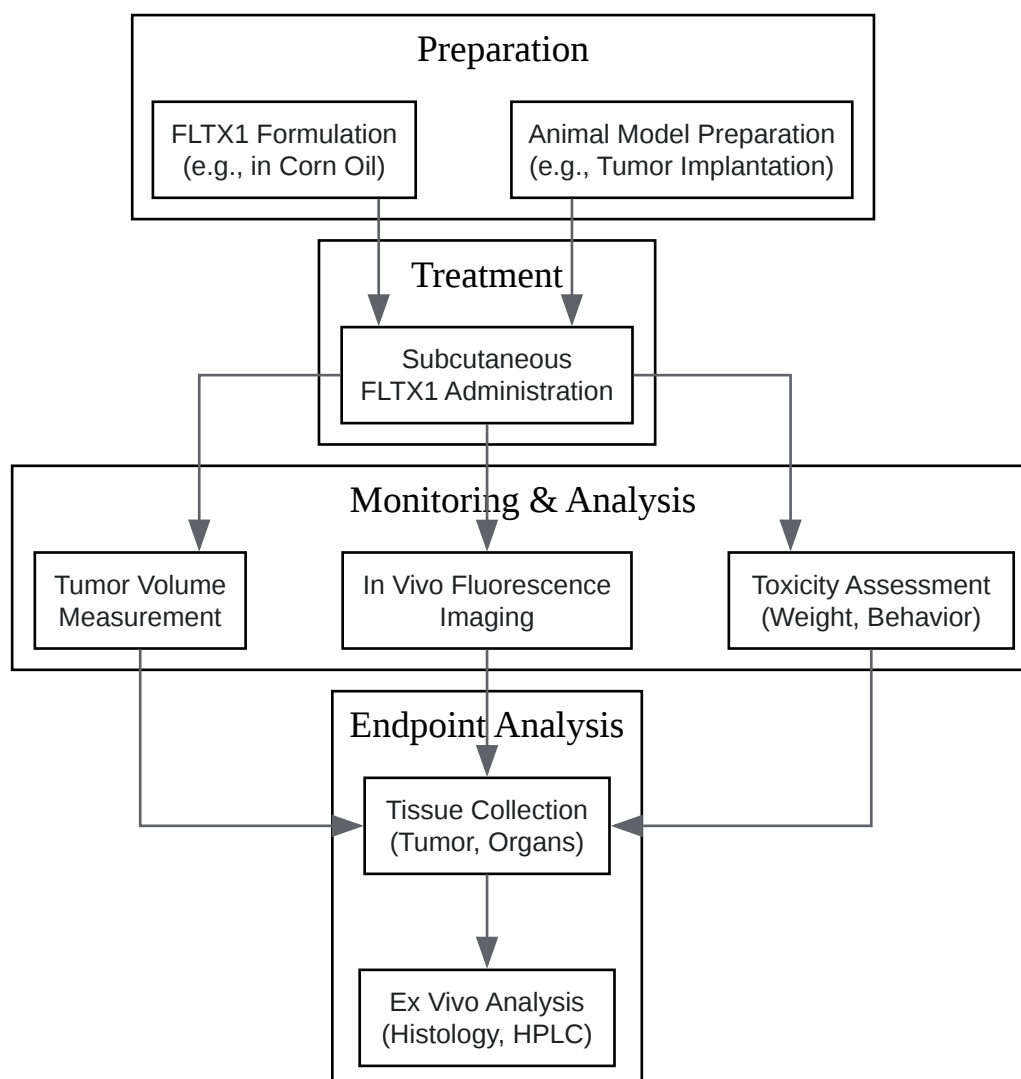 Preparation
FLTX1 Formulation
(e.g., in Corn Oil)
Animal Model Preparation
(e.g., Tumor Implantation)
Treatment
Subcutaneous
FLTX1 Administration
Monitoring & Analysis
Tumor Volume
Measurement
In Vivo Fluorescence
Imaging
Toxicity Assessment
(Weight, Behavior)
Endpoint Analysis
Tissue Collection
(Tumor, Organs)
Ex Vivo Analysis
(Histology, HPLC)